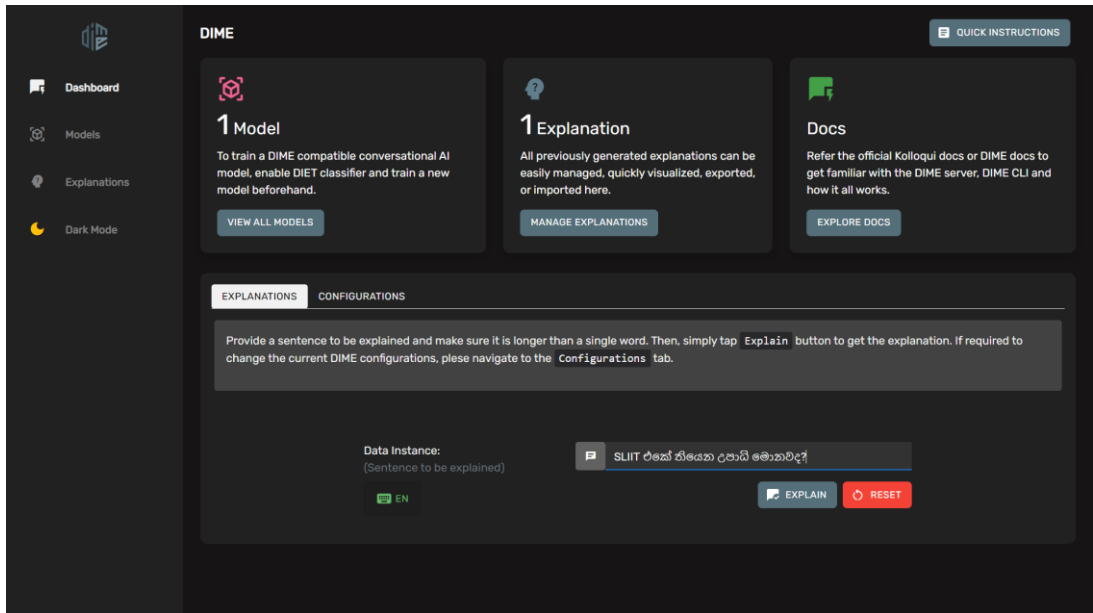 dime
DIME
QUICK INSTRUCTIONS
Dashboard
Models
Explanations
Dark Mode
1 Model
To train a DIME compatible conversational AI
model, enable DIET classifier and train a new
model beforehand.
VIEW ALL MODELS
1 Explanation
All previously generated explanations can be
easily managed, quickly visualized, exported,
or imported here.
MANAGE EXPLANATIONS
Docs
Refer the official Kolloqui docs or DIME docs to
get familiar with the DIME server, DIME CLI and
how it all works.
EXPLORE DOCS
EXPLANATIONS CONFIGURATIONS
Provide a sentence to be explained and make sure it is longer than a single word. Then, simply tap Explain button to get the explanation. If required to
change the current DIME configurations, plese navigate to the Configurations tab.
Data Instance:
(Sentence to be explained)
SLIIT එකේ තියෙන උපාධි මොනවද?
EN
EXPLAIN
RESET